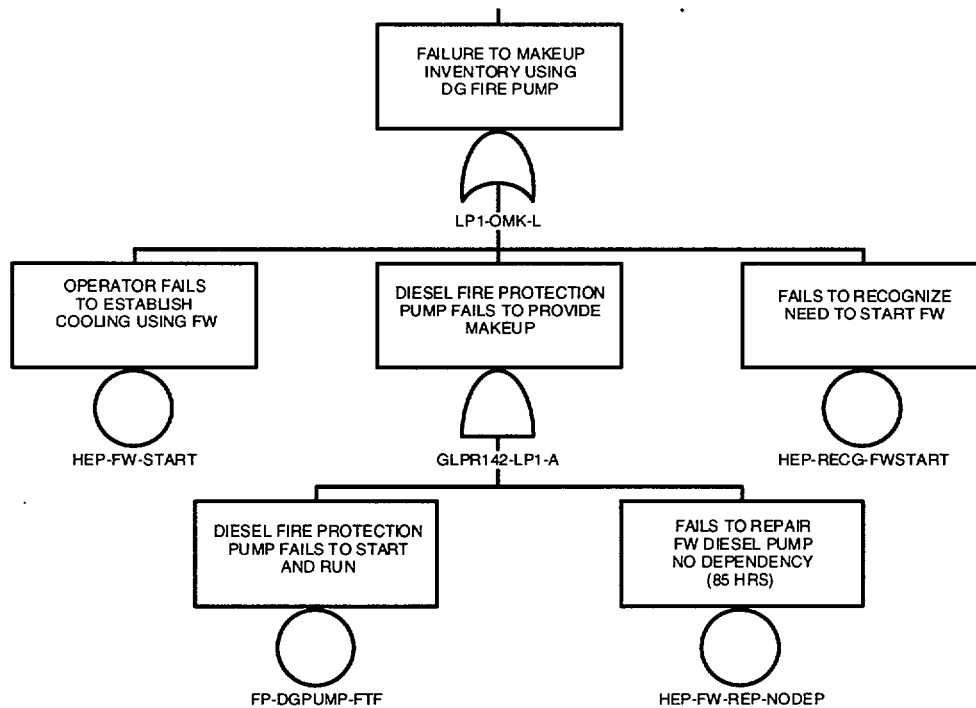 FAILURE TO MAKEUP
INVENTORY USING
DG FIRE PUMP
LP1-OMK-L
OPERATOR FAILS
TO ESTABLISH
COOLING USING FW
HEP-FW-START
DIESEL FIRE PROTECTION
PUMP FAILS TO PROVIDE
MAKEUP
GLPR142-LP1-A
FAILS TO RECOGNIZE
NEED TO START FW
HEP-RECG-FWSTART
DIESEL FIRE PROTECTION
PUMP FAILS TO START
AND RUN
FP-DGPUMP-FTF
FAILS TO REPAIR
FW DIESEL PUMP
NO DEPENDENCY
(85 HRS)
HEP-FW-REP-NODEP